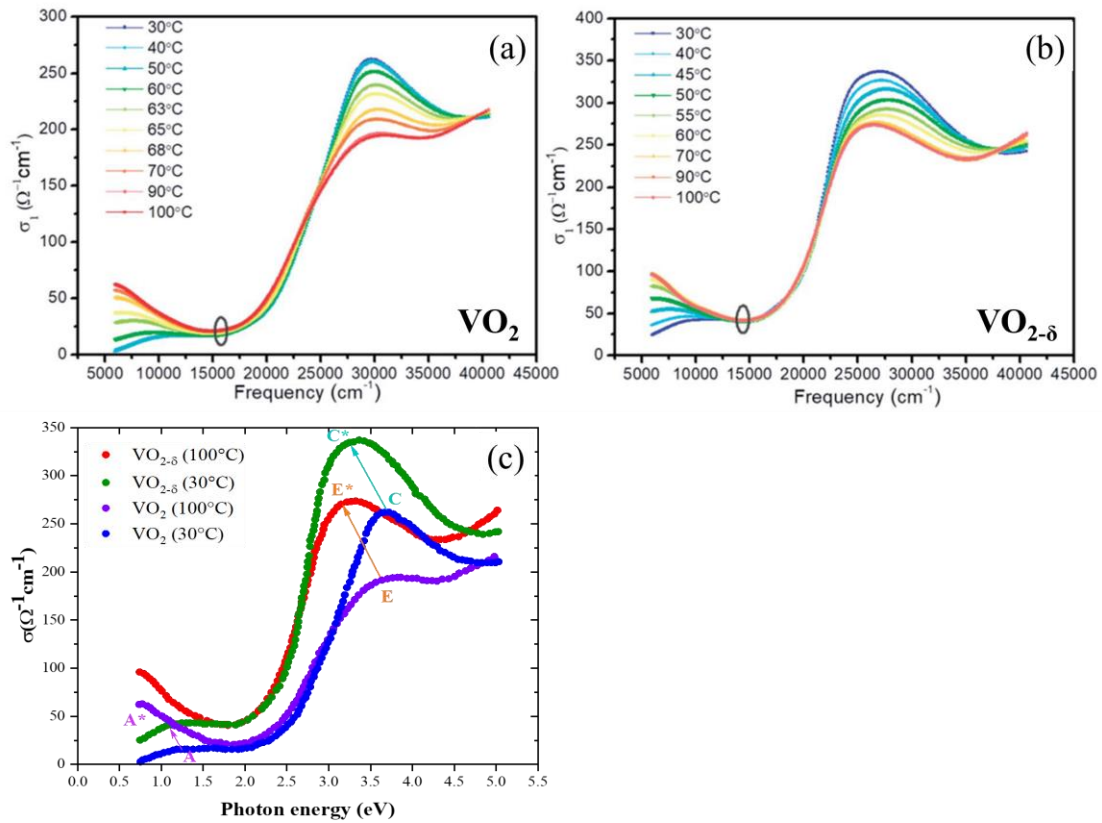 (a)
300
250
200
150
100
50
0
σ₁ (Ω⁻¹cm⁻¹)
30°C
40°C
50°C
60°C
63°C
65°C
68°C
70°C
90°C
100°C
VO₂
5000 10000 15000 20000 25000 30000 35000 40000 45000
Frequency (cm⁻¹)
(b)
400
350
300
250
200
150
100
50
0
σ₁ (Ω⁻¹cm⁻¹)
30°C
40°C
45°C
50°C
55°C
60°C
70°C
90°C
100°C
VO₂₋δ
5000 10000 15000 20000 25000 30000 35000 40000 45000
Frequency (cm⁻¹)
(c)
350
300
250
200
150
100
50
0
σ(Ω⁻¹cm⁻¹)
VO₂₋δ (100°C)
VO₂₋δ (30°C)
VO₂ (100°C)
VO₂ (30°C)
C*
E*
C
E
A*
A
0.0 0.5 1.0 1.5 2.0 2.5 3.0 3.5 4.0 4.5 5.0 5.5
Photon energy (eV)